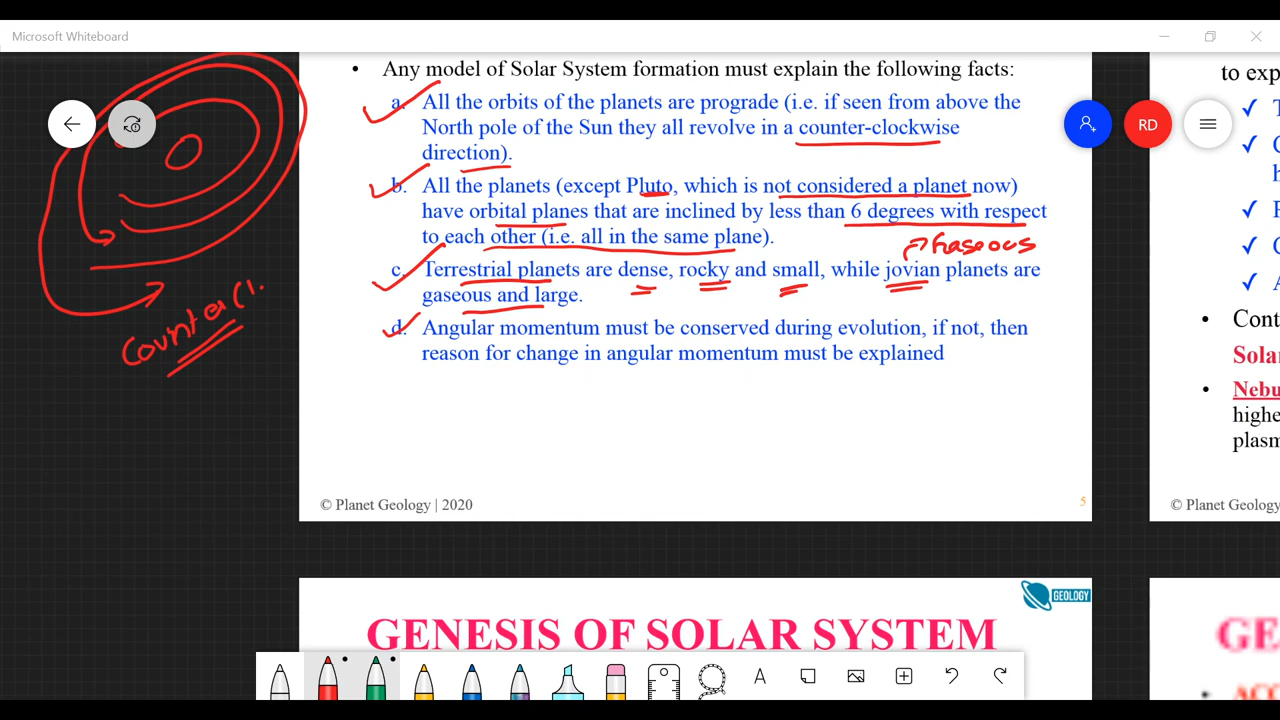 Microsoft Whiteboard
• Any model of Solar System formation must explain the following facts:
a. All the orbits of the planets are prograde (i.e. if seen from above the
North pole of the Sun they all revolve in a counter-clockwise
direction).
b. All the planets (except Pluto, which is not considered a planet now)
have orbital planes that are inclined by less than 6 degrees with respect
to each other (i.e. all in the same plane).
Gaseous
c. Terrestrial planets are dense, rocky and small, while jovian planets are
gaseous and large.
d. Angular momentum must be conserved during evolution, if not, then
reason for change in angular momentum must be explained
Counter Cl.
© Planet Geology | 2020
5
RD
to exp
✓ T
✓
✓
✓
✓ A
• Cont
Solar
• Nebu
highe
plasm
© Planet Geology
GEOLOGY
GENESIS OF SOLAR SYSTEM
GE
A
• ACC